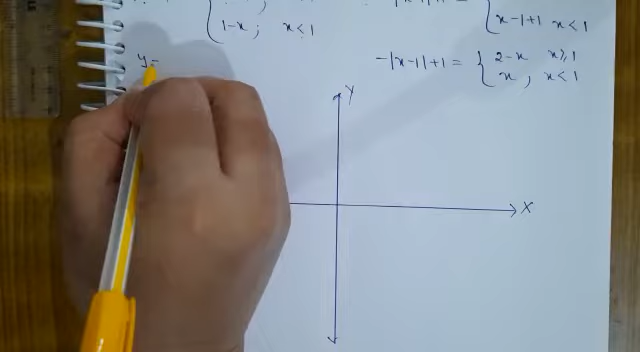 1-x ; x<1
x-1+1 x<1
y=
-|x-1|+1 = { 2-x x≥1
x , x<1
Y
X